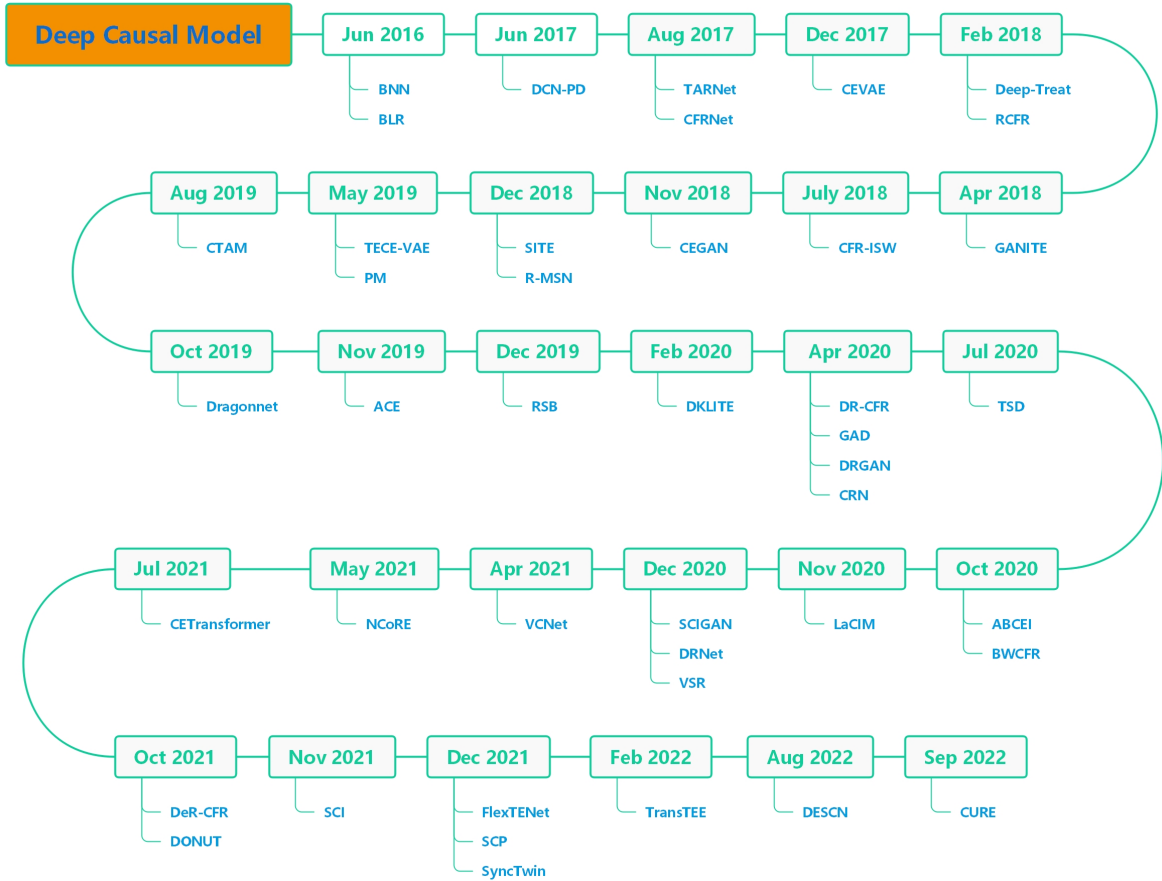 Deep Causal Model
Jun 2016
Jun 2017
Aug 2017
Dec 2017
Feb 2018
BNN
DCN-PD
TARNet
CEVAE
Deep-Treat
BLR
CFRNet
RCFR
Aug 2019
May 2019
Dec 2018
Nov 2018
July 2018
Apr 2018
CTAM
TECE-VAE
SITE
CEGAN
CFR-ISW
GANITE
PM
R-MSN
Oct 2019
Nov 2019
Dec 2019
Feb 2020
Apr 2020
Jul 2020
Dragonnet
ACE
RSB
DKLITE
DR-CFR
TSD
GAD
DRGAN
CRN
Jul 2021
May 2021
Apr 2021
Dec 2020
Nov 2020
Oct 2020
CETransformer
NCoRE
VCNet
SCIGAN
LaCIM
ABCEI
DRNet
BWCFR
VSR
Oct 2021
Nov 2021
Dec 2021
Feb 2022
Aug 2022
Sep 2022
DeR-CFR
SCI
FlexTENet
TransTEE
DESCN
CURE
DONUT
SCP
SyncTwin